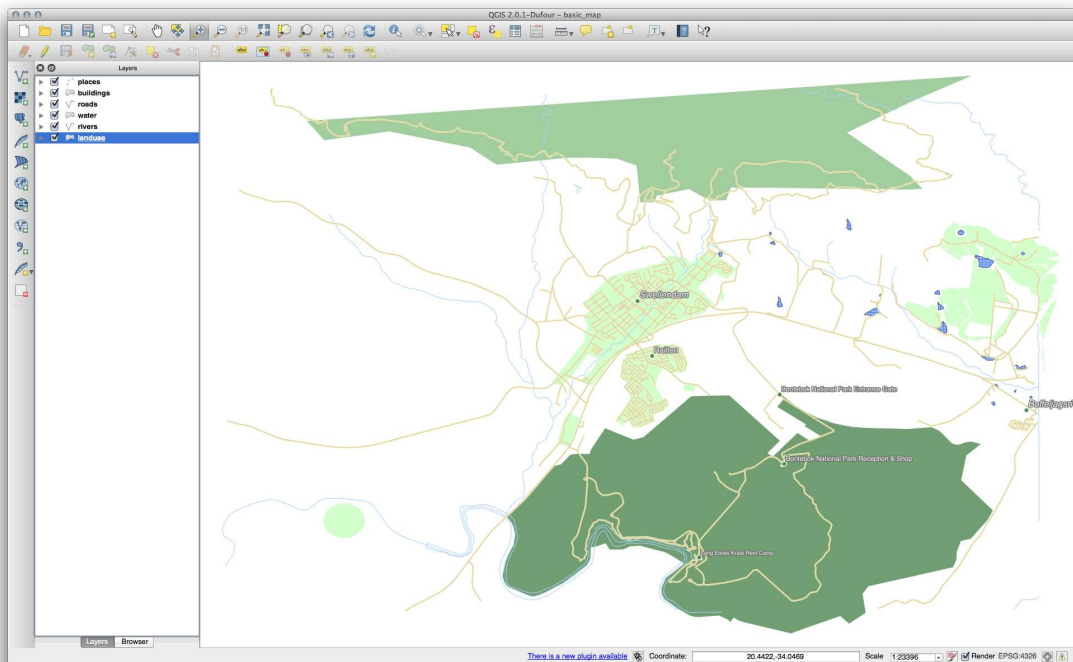 QGIS 2.0.1-Dufour - basic_map
Layers
places
buildings
roads
water
rivers
landuse
Swellendam
Railton
Bontebok National Park Entrance Gate
Bontebok National Park Reception & Shop
Lang Elsies Kraal Rest Camp
Layers
Browser
There is a new plugin available
Coordinate:
20.4422,-34.0469
Scale
1:23396
Render
EPSG:4326